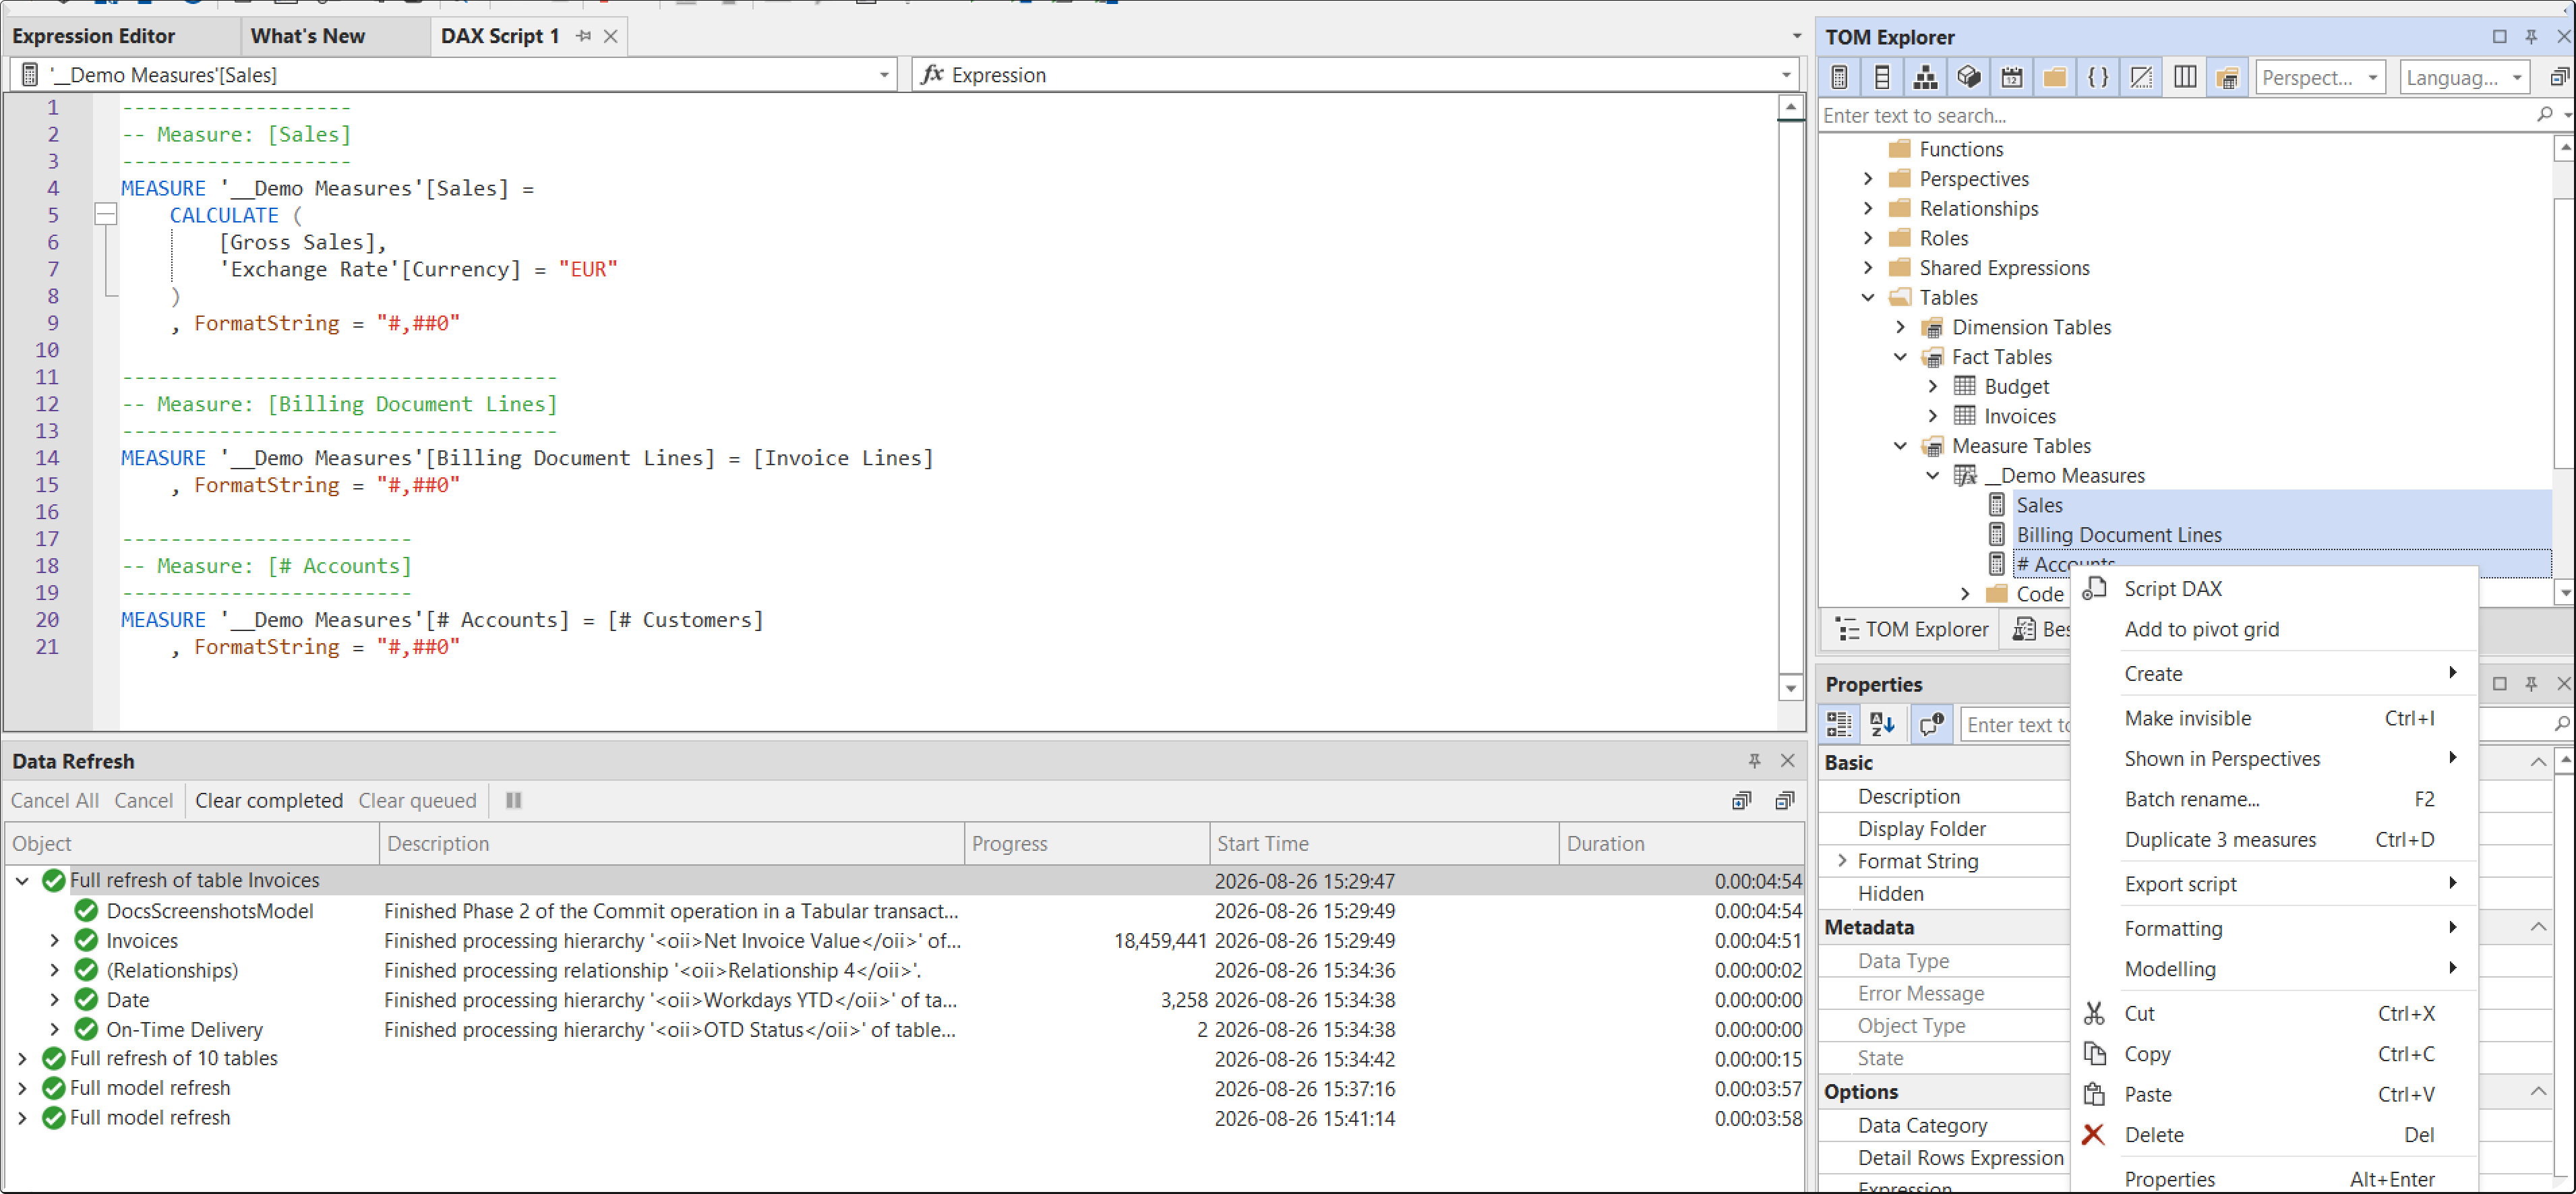 Expression Editor
What's New
DAX Script 1
'__Demo Measures'[Sales]
fx Expression
1 -------------------
2 -- Measure: [Sales]
3 -------------------
4 MEASURE '__Demo Measures'[Sales] =
5 CALCULATE (
6 [Gross Sales],
7 'Exchange Rate'[Currency] = "EUR"
8 )
9 , FormatString = "#,##0"
10
11 ------------------------------------
12 -- Measure: [Billing Document Lines]
13 ------------------------------------
14 MEASURE '__Demo Measures'[Billing Document Lines] = [Invoice Lines]
15 , FormatString = "#,##0"
16
17 ------------------------
18 -- Measure: [# Accounts]
19 ------------------------
20 MEASURE '__Demo Measures'[# Accounts] = [# Customers]
21 , FormatString = "#,##0"
Data Refresh
Cancel All Cancel Clear completed Clear queued
Object Description Progress Start Time Duration
Full refresh of table Invoices 2026-08-26 15:29:47 0.00:04:54
DocsScreenshotsModel Finished Phase 2 of the Commit operation in a Tabular transact... 2026-08-26 15:29:49 0.00:04:54
Invoices Finished processing hierarchy '<oii>Net Invoice Value</oii>' of... 18,459,441 2026-08-26 15:29:49 0.00:04:51
(Relationships) Finished processing relationship '<oii>Relationship 4</oii>'. 2026-08-26 15:34:36 0.00:00:02
Date Finished processing hierarchy '<oii>Workdays YTD</oii>' of ta... 3,258 2026-08-26 15:34:38 0.00:00:00
On-Time Delivery Finished processing hierarchy '<oii>OTD Status</oii>' of table... 2 2026-08-26 15:34:38 0.00:00:00
Full refresh of 10 tables 2026-08-26 15:34:42 0.00:00:15
Full model refresh 2026-08-26 15:37:16 0.00:03:57
Full model refresh 2026-08-26 15:41:14 0.00:03:58
TOM Explorer
12
{}
Perspect...
Languag...
Enter text to search...
Functions
Perspectives
Relationships
Roles
Shared Expressions
Tables
Dimension Tables
Fact Tables
Budget
Invoices
Measure Tables
__Demo Measures
Sales
Billing Document Lines
# Accounts
Code
TOM Explorer
Bes
Properties
Enter text to
Basic
Description
Display Folder
Format String
Hidden
Metadata
Data Type
Error Message
Object Type
State
Options
Data Category
Detail Rows Expression
Expression
Script DAX
Add to pivot grid
Create
Make invisible Ctrl+I
Shown in Perspectives
Batch rename... F2
Duplicate 3 measures Ctrl+D
Export script
Formatting
Modelling
Cut Ctrl+X
Copy Ctrl+C
Paste Ctrl+V
Delete Del
Properties Alt+Enter